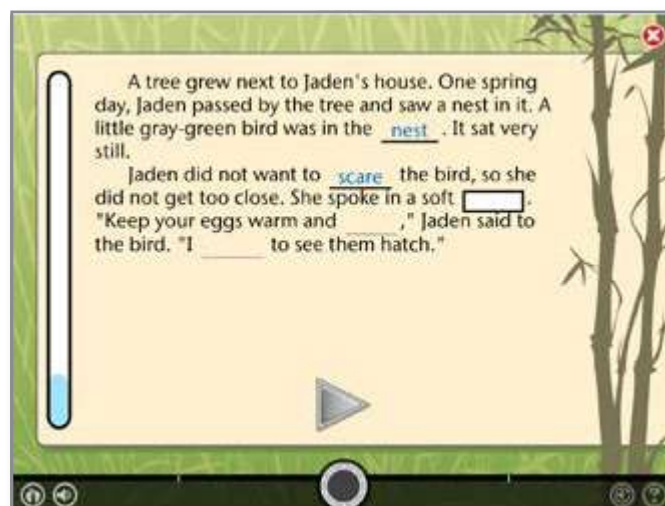 A tree grew next to Jaden's house. One spring
day, Jaden passed by the tree and saw a nest in it. A
little gray-green bird was in the nest . It sat very
still.
Jaden did not want to scare the bird, so she
did not get too close. She spoke in a soft .
"Keep your eggs warm and ______," Jaden said to
the bird. "I ______ to see them hatch."
?